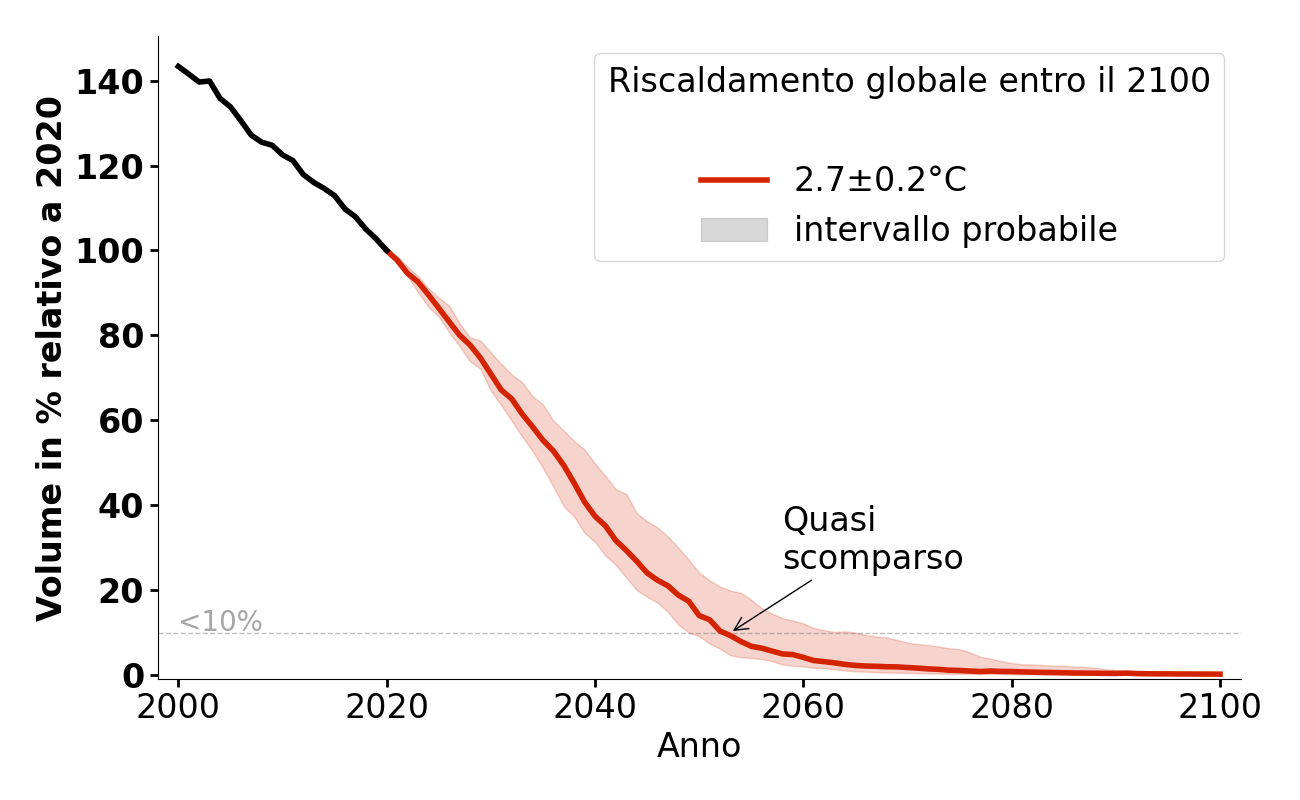 Volume in % relativo a 2020
140
120
100
80
60
40
20
0
Riscaldamento globale entro il 2100
2.7±0.2°C
intervallo probabile
Quasi
scomparso
<10%
2000 2020 2040 2060 2080 2100
Anno